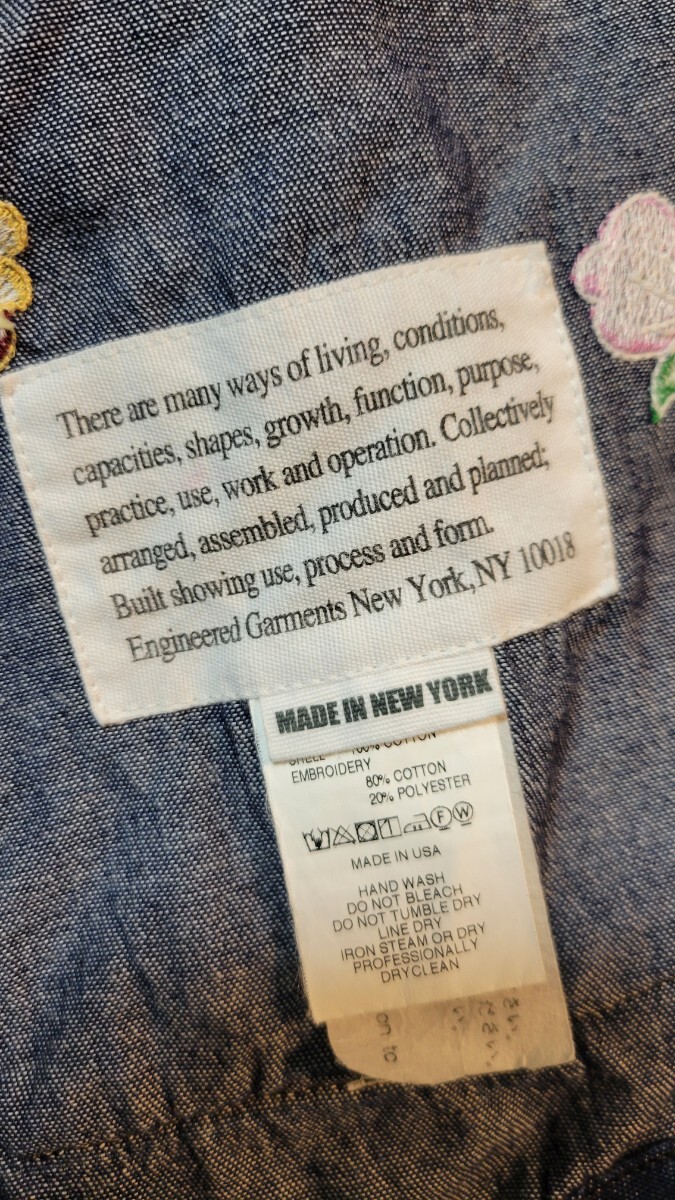 There are many ways of living, conditions,
capacities, shapes, growth, function, purpose,
practice, use, work and operation. Collectively
arranged, assembled, produced and planned;
Built showing use, process and form.
Engineered Garments New York, NY 10018
MADE IN NEW YORK
SHELL 100% COTTON
EMBROIDERY
80% COTTON
20% POLYESTER
F W
MADE IN USA
HAND WASH
DO NOT BLEACH
DO NOT TUMBLE DRY
LINE DRY
IRON STEAM OR DRY
PROFESSIONALLY
DRYCLEAN